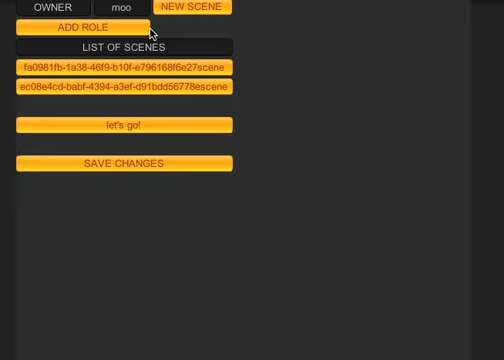 OWNER moo NEW SCENE
ADD ROLE
LIST OF SCENES
fa0981fb-1a38-46f9-b10f-e796168f6e27scene
ec08e4cd-babf-4394-a3ef-d91bdd56778escene
let's go!
SAVE CHANGES